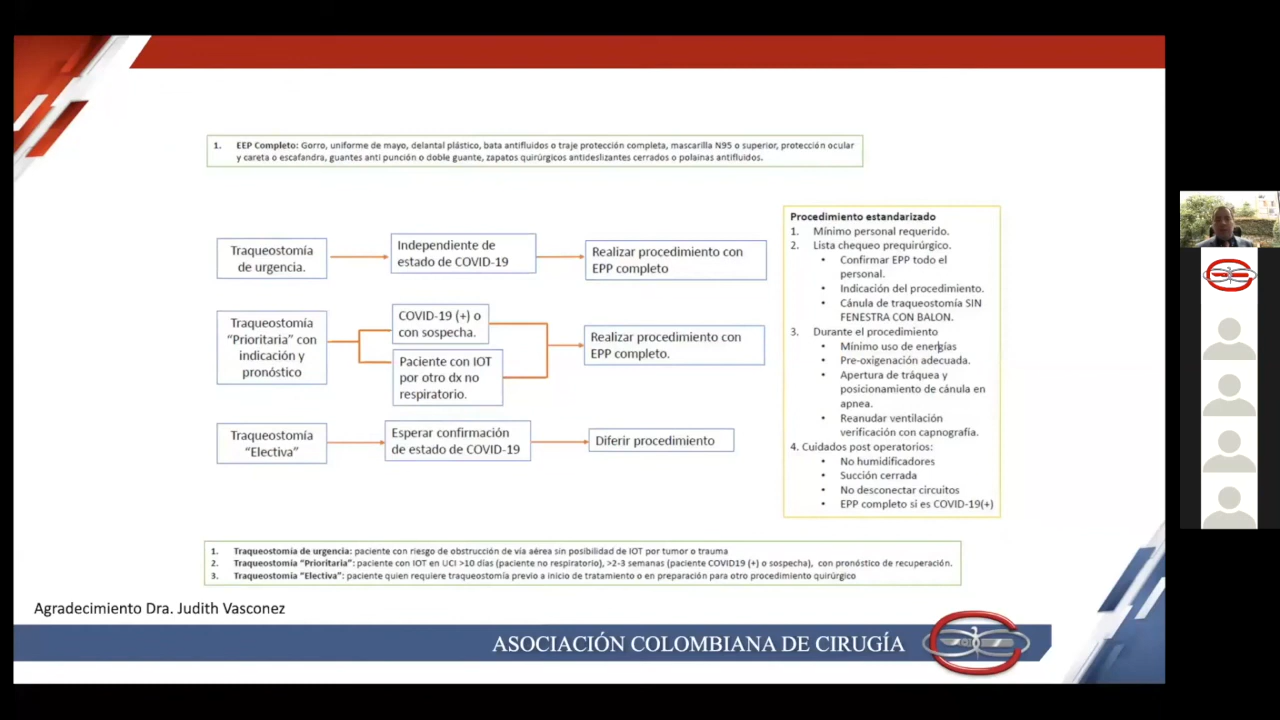 1. EEP Completo: Gorro, uniforme de mayo, delantal plástico, bata antifluidos o traje protección completa, mascarilla N95 o superior, protección ocular
y careta o escafandra, guantes anti punción o doble guante, zapatos quirúrgicos antideslizantes cerrados o polainas antifluidos.
Traqueostomía
de urgencia.
Independiente de
estado de COVID-19
Realizar procedimiento con
EPP completo
Traqueostomía
“Prioritaria” con
indicación y
pronóstico
COVID-19 (+) o
con sospecha.
Paciente con IOT
por otro dx no
respiratorio.
Realizar procedimiento con
EPP completo.
Traqueostomía
“Electiva”
Esperar confirmación
de estado de COVID-19
Diferir procedimiento
Procedimiento estandarizado
1. Mínimo personal requerido.
2. Lista chequeo prequirúrgico.
• Confirmar EPP todo el
personal.
• Indicación del procedimiento.
• Cánula de traqueostomía SIN
FENESTRA CON BALON.
3. Durante el procedimiento
• Mínimo uso de energías
• Pre-oxigenación adecuada.
• Apertura de tráquea y
posicionamiento de cánula en
apnea.
• Reanudar ventilación
verificación con capnografía.
4. Cuidados post operatorios:
• No humidificadores
• Succión cerrada
• No desconectar circuitos
• EPP completo si es COVID-19(+)
1. Traqueostomía de urgencia: paciente con riesgo de obstrucción de vía aérea sin posibilidad de IOT por tumor o trauma
2. Traqueostomía “Prioritaria”: paciente con IOT en UCI >10 días (paciente no respiratorio), >2-3 semanas (paciente COVID19 (+) o sospecha), con pronóstico de recuperación.
3. Traqueostomía “Electiva”: paciente quien requiere traqueostomía previo a inicio de tratamiento o en preparación para otro procedimiento quirúrgico
Agradecimiento Dra. Judith Vasconez
ASOCIACIÓN COLOMBIANA DE CIRUGÍA